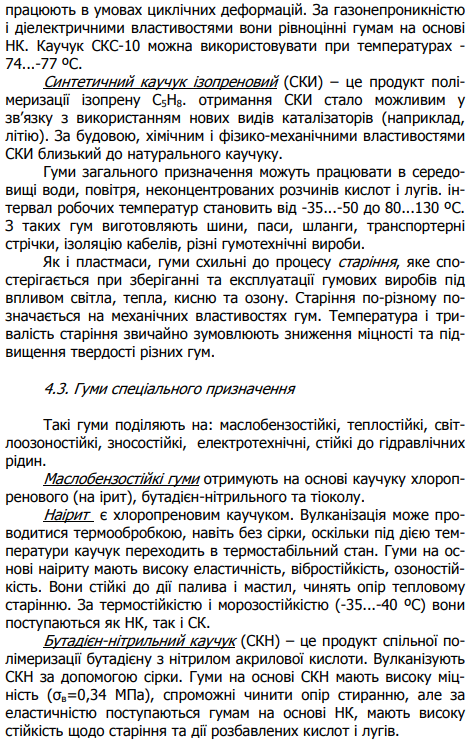 працюють в умовах циклічних деформацій. За газонепроникністю
і діелектричними властивостями вони рівноцінні гумам на основі
НК. Каучук СКС-10 можна використовувати при температурах -
74...-77 ºС.
Синтетичний каучук ізопреновий (СКИ) – це продукт полі-
меризації ізопрену С₅Н₈. отримання СКИ стало можливим у
зв’язку з використанням нових видів каталізаторів (наприклад,
літію). За будовою, хімічним і фізико-механічними властивостями
СКИ близький до натурального каучуку.
Гуми загального призначення можуть працювати в середо-
вищі води, повітря, неконцентрованих розчинів кислот і лугів. ін-
тервал робочих температур становить від -35...-50 до 80...130 ºС.
З таких гум виготовляють шини, паси, шланги, транспортерні
стрічки, ізоляцію кабелів, різні гумотехнічні вироби.
Як і пластмаси, гуми схильні до процесу старіння, яке спо-
стерігається при зберіганні та експлуатації гумових виробів під
впливом світла, тепла, кисню та озону. Старіння по-різному по-
значається на механічних властивостях гум. Температура і три-
валість старіння звичайно зумовлюють зниження міцності та під-
вищення твердості різних гум.
4.3. Гуми спеціального призначення
Такі гуми поділяють на: маслобензостійкі, теплостійкі, світ-
лоозоностійкі, зносостійкі, електротехнічні, стійкі до гідравлічних
рідин.
Маслобензостійкі гуми отримують на основі каучуку хлороп-
ренового (на ірит), бутадієн-нітрильного та тіоколу.
Наірит є хлоропреновим каучуком. Вулканізація може про-
водитися термообробкою, навіть без сірки, оскільки під дією тем-
ператури каучук переходить в термостабільний стан. Гуми на ос-
нові наіриту мають високу еластичність, вібростійкість, озоностій-
кість. Вони стійкі до дії палива і мастил, чинять опір тепловому
старінню. За термостійкістю і морозостійкістю (-35...-40 ºС) вони
поступаються як НК, так і СК.
Бутадієн-нітрильний каучук (СКН) – це продукт спільної по-
лімеризації бутадієну з нітрилом акрилової кислоти. Вулканізують
СКН за допомогою сірки. Гуми на основі СКН мають високу міц-
ність (σв=0,34 МПа), спроможні чинити опір стиранню, але за
еластичністю поступаються гумам на основі НК, мають високу
стійкість щодо старіння та дії розбавлених кислот і лугів.